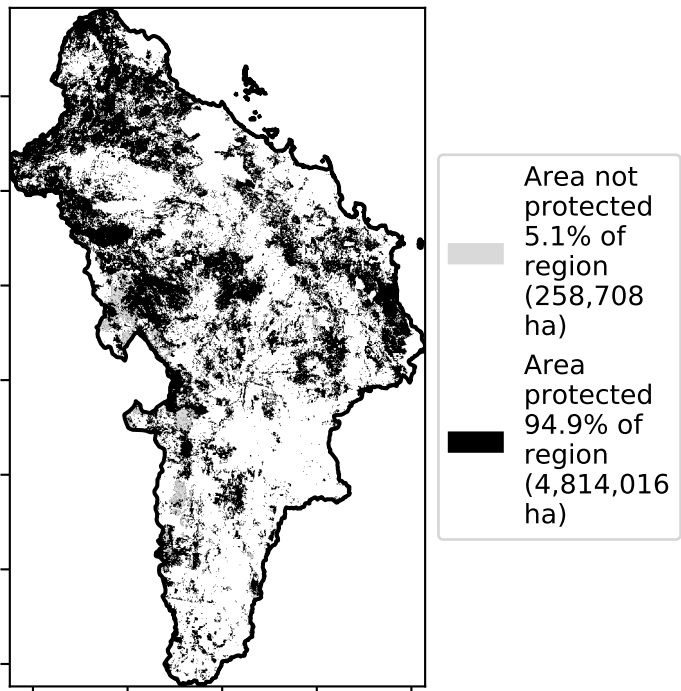 Area not
protected
5.1% of
region
(258,708
ha)
Area
protected
94.9% of
region
(4,814,016
ha)